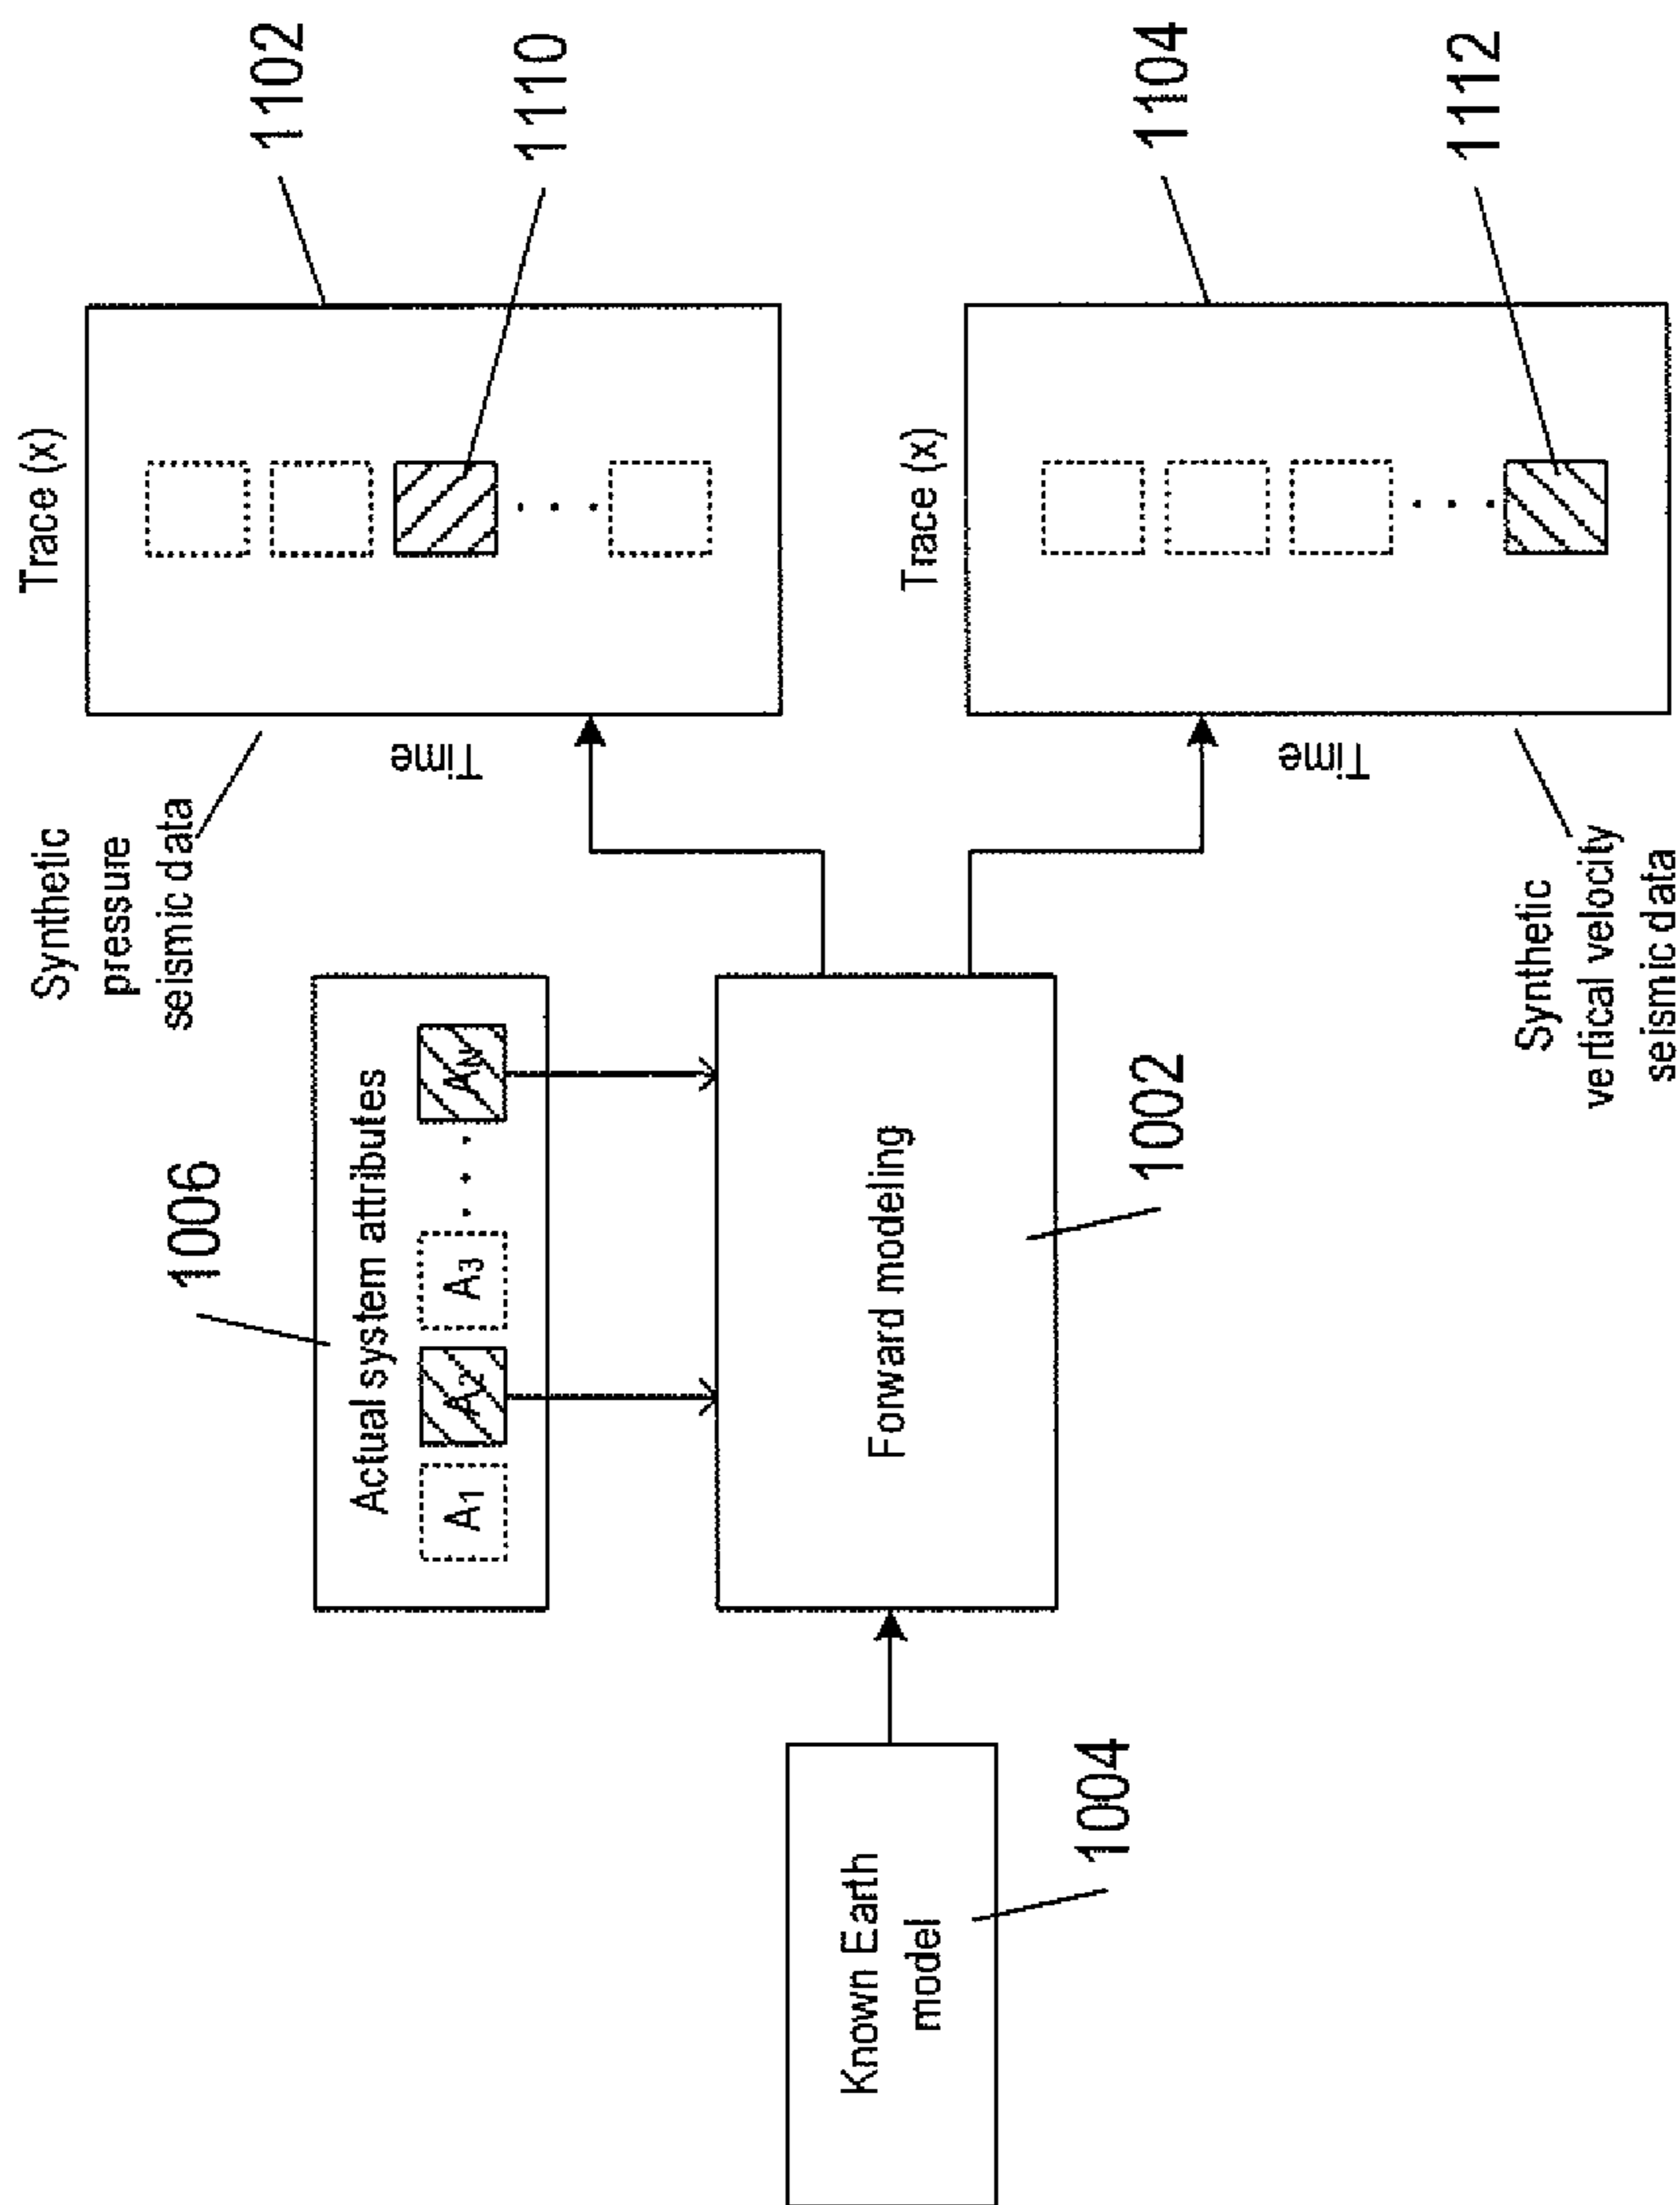 Synthetic
pressure
seismic data
Trace (x)
Time
1102
1110
1006
Actual system attributes
A1
A2
A3
. . .
AN
Known Earth
model
1004
Forward modeling
1002
Trace (x)
Time
1104
1112
Synthetic
vertical velocity
seismic data